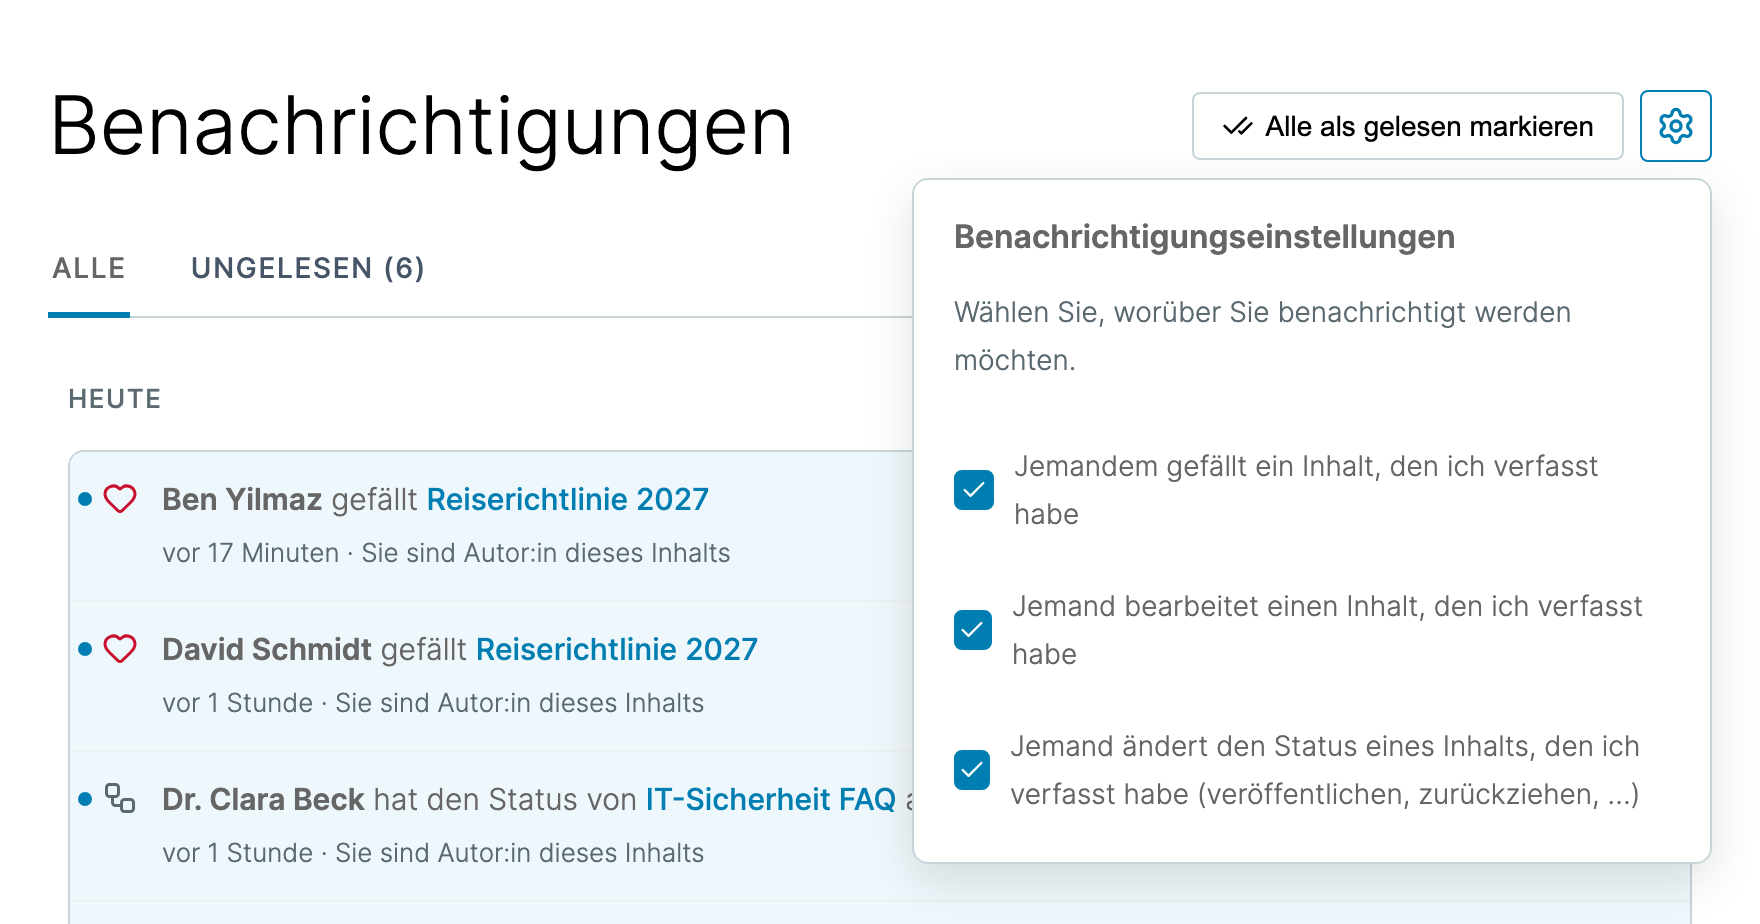 Benachrichtigungen
Alle als gelesen markieren
ALLE
UNGELESEN (6)
Benachrichtigungseinstellungen
Wählen Sie, worüber Sie benachrichtigt werden
möchten.
Jemandem gefällt ein Inhalt, den ich verfasst
habe
Jemand bearbeitet einen Inhalt, den ich verfasst
habe
Jemand ändert den Status eines Inhalts, den ich
verfasst habe (veröffentlichen, zurückziehen, ...)
HEUTE
Ben Yilmaz gefällt Reiserichtlinie 2027
vor 17 Minuten · Sie sind Autor:in dieses Inhalts
David Schmidt gefällt Reiserichtlinie 2027
vor 1 Stunde · Sie sind Autor:in dieses Inhalts
Dr. Clara Beck hat den Status von IT-Sicherheit FAQ
vor 1 Stunde · Sie sind Autor:in dieses Inhalts